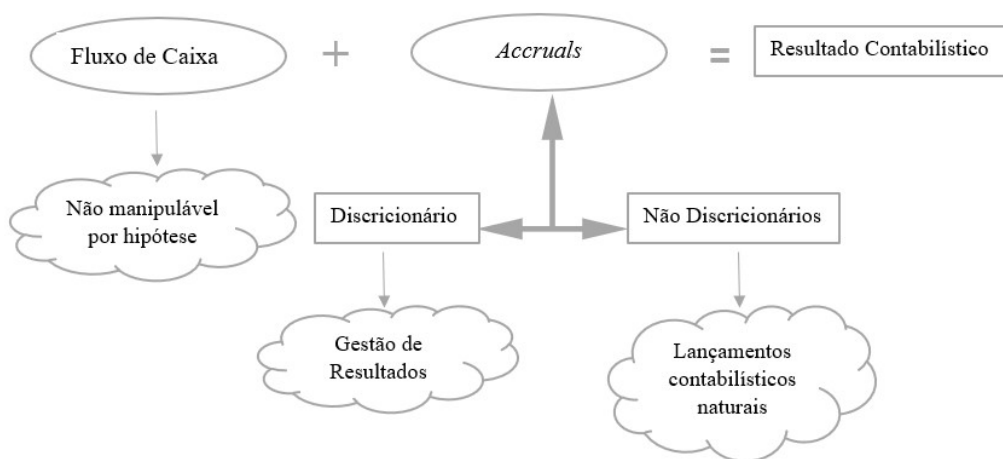 Fluxo de Caixa
+
Accruals
=
Resultado Contabilístico
Não manipulável
por hipótese
Discricionário
Não Discricionários
Gestão de
Resultados
Lançamentos
contabilísticos
naturais